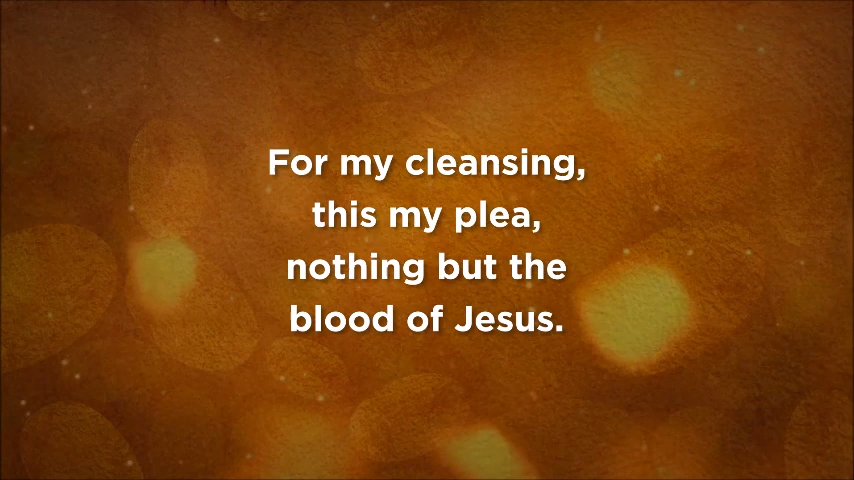 For my cleansing,
this my plea,
nothing but the
blood of Jesus.